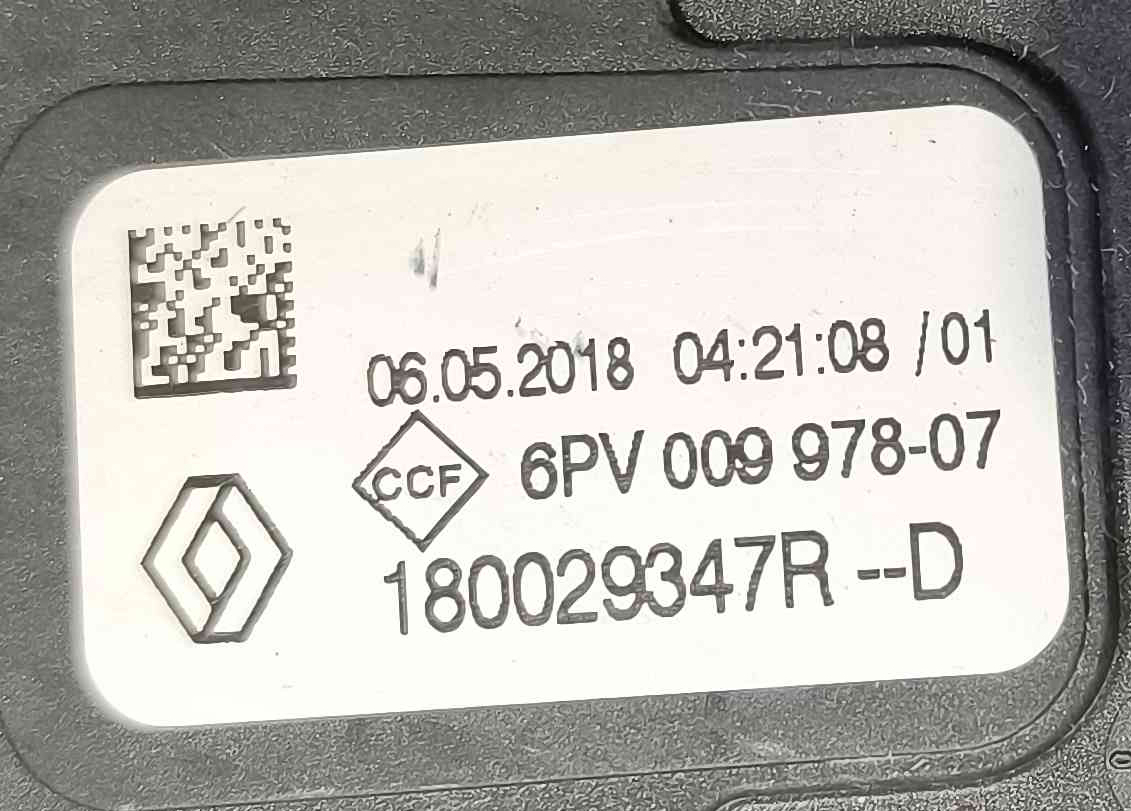 06.05.2018 04:21:08 /01
CCF 6PV 009 978-07
180029347R --D